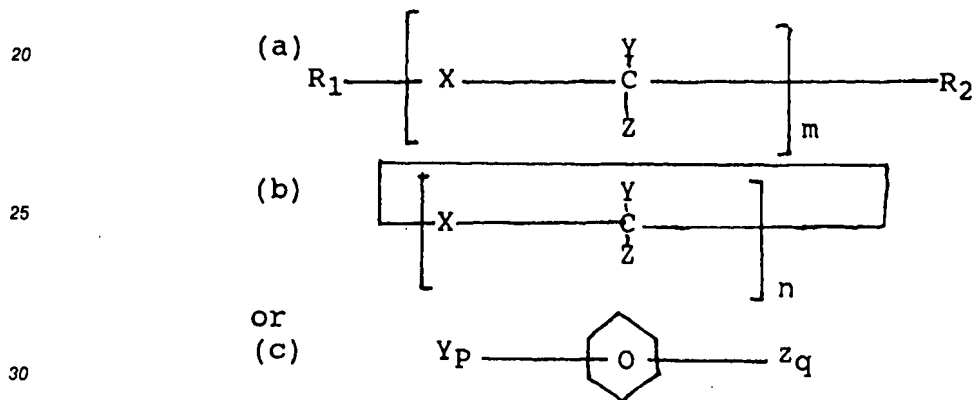 20
(a)
Y
R1 X C R2
Z
m
(b)
Y
25
X C
Z
n
or
(c) YP O Zq
30